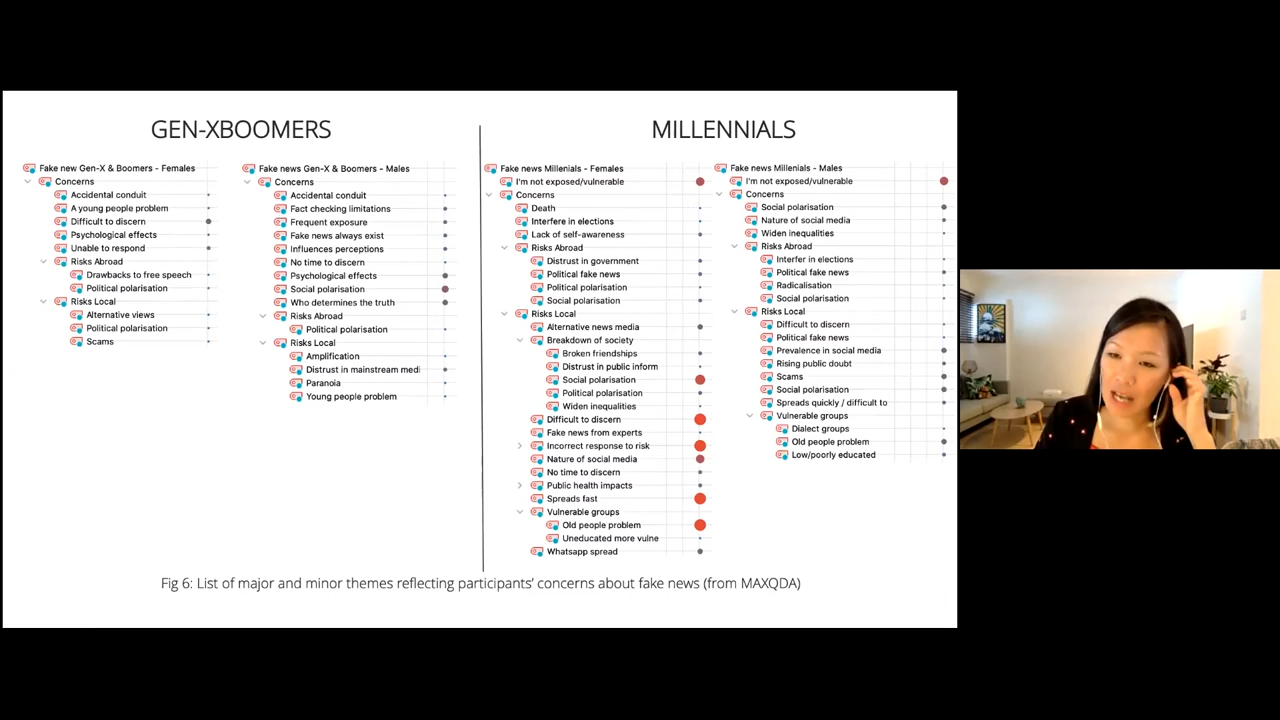 GEN-XBOOMERS
Fake new Gen-X & Boomers - Females
Concerns
Accidental conduit
A young people problem
Difficult to discern
Psychological effects
Unable to respond
Risks Abroad
Drawbacks to free speech
Political polarisation
Risks Local
Alternative views
Political polarisation
Scams
Fake news Gen-X & Boomers - Males
Concerns
Accidental conduit
Fact checking limitations
Frequent exposure
Fake news always exist
Influences perceptions
No time to discern
Psychological effects
Social polarisation
Who determines the truth
Risks Abroad
Political polarisation
Risks Local
Amplification
Distrust in mainstream medi
Paranoia
Young people problem
MILLENNIALS
Fake news Millenials - Females
I'm not exposed/vulnerable
Concerns
Death
Interfere in elections
Lack of self-awareness
Risks Abroad
Distrust in government
Political fake news
Political polarisation
Social polarisation
Risks Local
Alternative news media
Breakdown of society
Broken friendships
Distrust in public inform
Social polarisation
Political polarisation
Widen inequalities
Difficult to discern
Fake news from experts
Incorrect response to risk
Nature of social media
No time to discern
Public health impacts
Spreads fast
Vulnerable groups
Old people problem
Uneducated more vulne
Whatsapp spread
Fake news Millenials - Males
I'm not exposed/vulnerable
Concerns
Social polarisation
Nature of social media
Widen inequalities
Risks Abroad
Interfer in elections
Political fake news
Radicalisation
Social polarisation
Risks Local
Difficult to discern
Political fake news
Prevalence in social media
Rising public doubt
Scams
Social polarisation
Spreads quickly / difficult to
Vulnerable groups
Dialect groups
Old people problem
Low/poorly educated
Fig 6: List of major and minor themes reflecting participants' concerns about fake news (from MAXQDA)